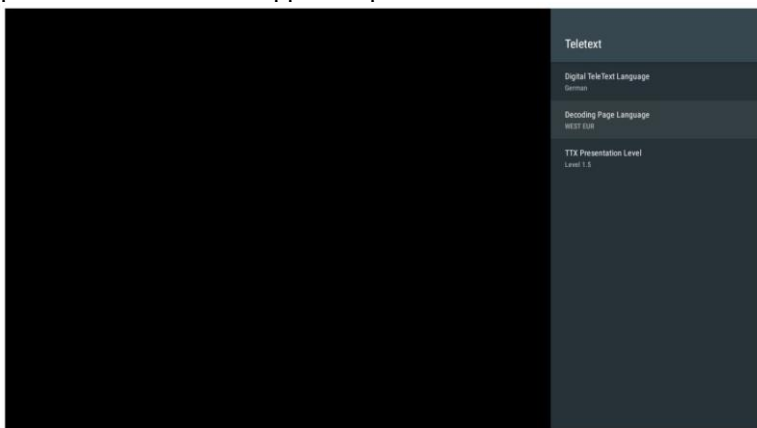 Teletext
Digital TeleText Language
German
Decoding Page Language
WEST EUR
TTX Presentation Level
Level 1.5